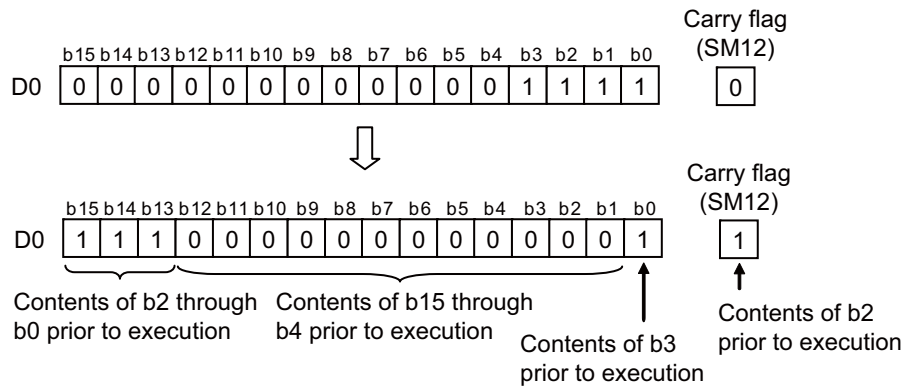 Carry flag
(SM12)
b15 b14 b13 b12 b11 b10 b9 b8 b7 b6 b5 b4 b3 b2 b1 b0
D0 0 0 0 0 0 0 0 0 0 0 0 0 1 1 1 1 0
Carry flag
(SM12)
b15 b14 b13 b12 b11 b10 b9 b8 b7 b6 b5 b4 b3 b2 b1 b0
D0 1 1 1 0 0 0 0 0 0 0 0 0 0 0 0 1 1
Contents of b2 through
b0 prior to execution
Contents of b15 through
b4 prior to execution
Contents of b3
prior to execution
Contents of b2
prior to execution